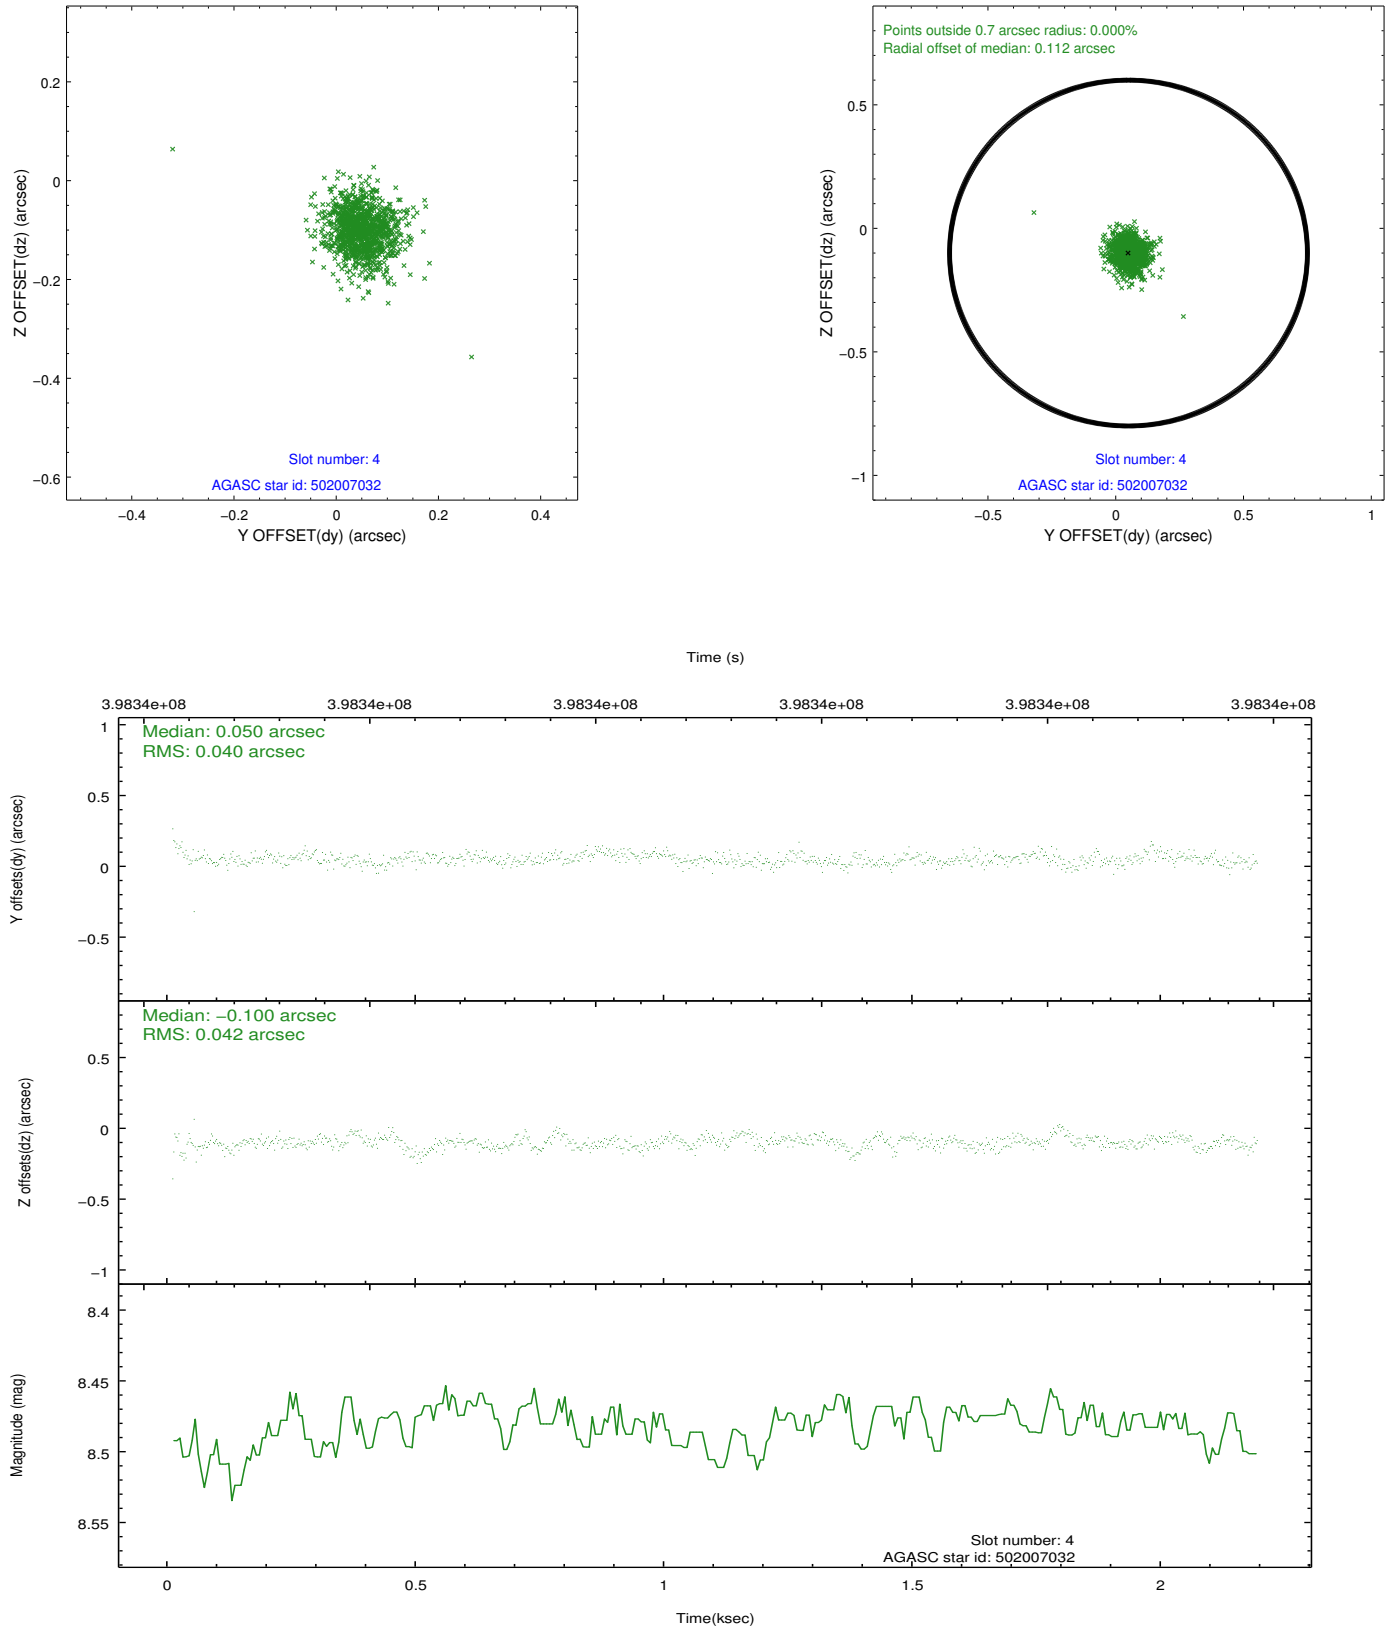 0.2
0
−0.2
−0.4
−0.6
Z OFFSET(dz) (arcsec)
Slot number: 4
AGASC star id: 502007032
−0.4
−0.2
0
0.2
0.4
Y OFFSET(dy) (arcsec)
Points outside 0.7 arcsec radius: 0.000%
Radial offset of median: 0.112 arcsec
0.5
0
−0.5
−1
Z OFFSET(dz) (arcsec)
Slot number: 4
AGASC star id: 502007032
−0.5
0
0.5
1
Y OFFSET(dy) (arcsec)
Time (s)
3.9834e+08
3.9834e+08
3.9834e+08
3.9834e+08
3.9834e+08
3.9834e+08
Median: 0.050 arcsec
RMS: 0.040 arcsec
1
0.5
0
−0.5
Y offsets(dy) (arcsec)
Median: −0.100 arcsec
RMS: 0.042 arcsec
0.5
0
−0.5
−1
Z offsets(dz) (arcsec)
8.4
8.45
8.5
8.55
Magnitude (mag)
Slot number: 4
AGASC star id: 502007032
0
0.5
1
1.5
2
Time(ksec)